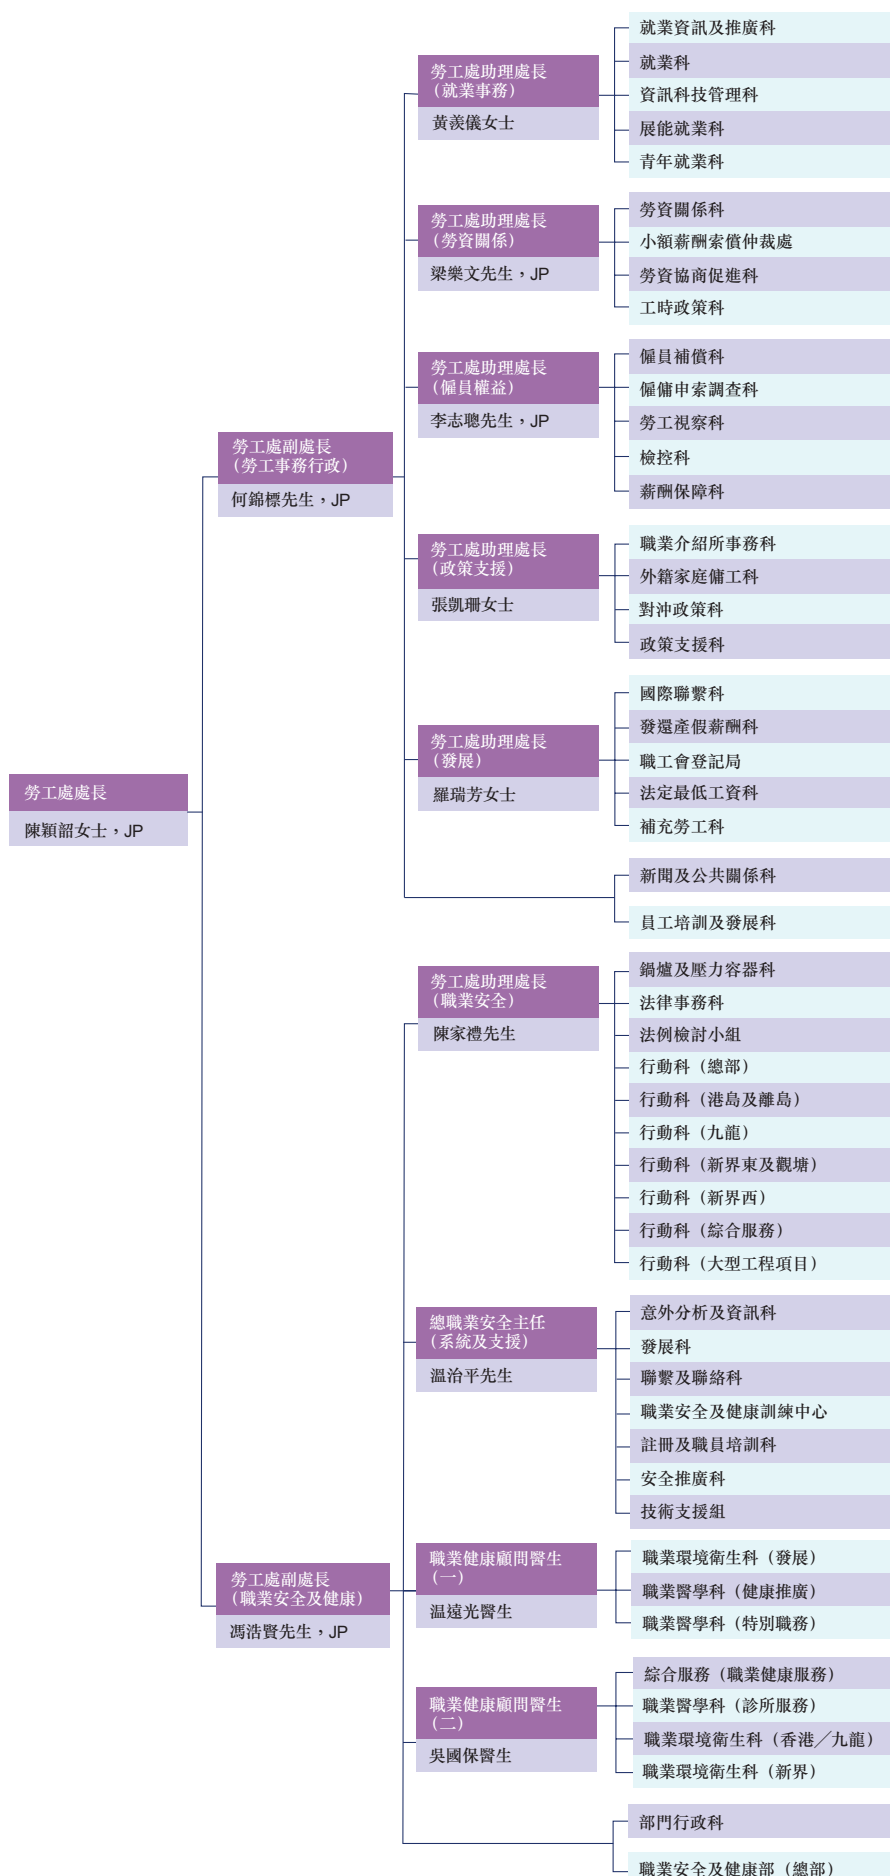 勞工處處長
陳穎韶女士，JP
勞工處副處長
（勞工事務行政）
何錦標先生，JP
勞工處助理處長
（就業事務）
黃羨儀女士
就業資訊及推廣科
就業科
資訊科技管理科
展能就業科
青年就業科
勞工處助理處長
（勞資關係）
梁樂文先生，JP
勞資關係科
小額薪酬索償仲裁處
勞資協商促進科
工時政策科
勞工處助理處長
（僱員權益）
李志聰先生，JP
僱員補償科
僱傭申索調查科
勞工視察科
檢控科
薪酬保障科
勞工處助理處長
（政策支援）
張凱珊女士
職業介紹所事務科
外籍家庭傭工科
對沖政策科
政策支援科
勞工處助理處長
（發展）
羅瑞芳女士
國際聯繫科
發還產假薪酬科
職工會登記局
法定最低工資科
補充勞工科
新聞及公共關係科
員工培訓及發展科
勞工處副處長
（職業安全及健康）
馮浩賢先生，JP
勞工處助理處長
（職業安全）
陳家禮先生
鍋爐及壓力容器科
法律事務科
法例檢討小組
行動科（總部）
行動科（港島及離島）
行動科（九龍）
行動科（新界東及觀塘）
行動科（新界西）
行動科（綜合服務）
行動科（大型工程項目）
總職業安全主任
（系統及支援）
溫治平先生
意外分析及資訊科
發展科
聯繫及聯絡科
職業安全及健康訓練中心
註冊及職員培訓科
安全推廣科
技術支援組
職業健康顧問醫生
（一）
温遠光醫生
職業環境衞生科（發展）
職業醫學科（健康推廣）
職業醫學科（特別職務）
職業健康顧問醫生
（二）
吳國保醫生
綜合服務（職業健康服務）
職業醫學科（診所服務）
職業環境衞生科（香港／九龍）
職業環境衞生科（新界）
部門行政科
職業安全及健康部（總部）